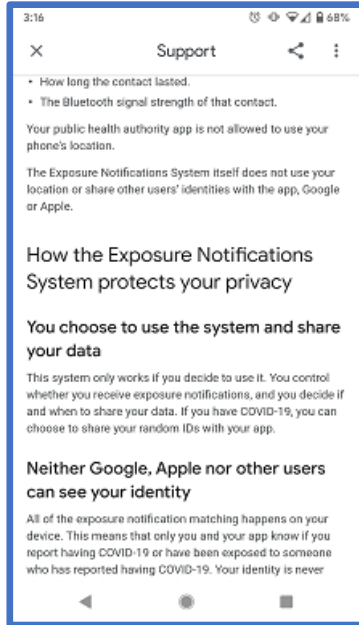 3:16
68%
Support
• How long the contact lasted.
• The Bluetooth signal strength of that contact.
Your public health authority app is not allowed to use your
phone's location.
The Exposure Notifications System itself does not use your
location or share other users' identities with the app, Google
or Apple.
How the Exposure Notifications
System protects your privacy
You choose to use the system and share
your data
This system only works if you decide to use it. You control
whether you receive exposure notifications, and you decide if
and when to share your data. If you have COVID-19, you can
choose to share your random IDs with your app.
Neither Google, Apple nor other users
can see your identity
All of the exposure notification matching happens on your
device. This means that only you and your app know if you
report having COVID-19 or have been exposed to someone
who has reported having COVID-19. Your identity is never